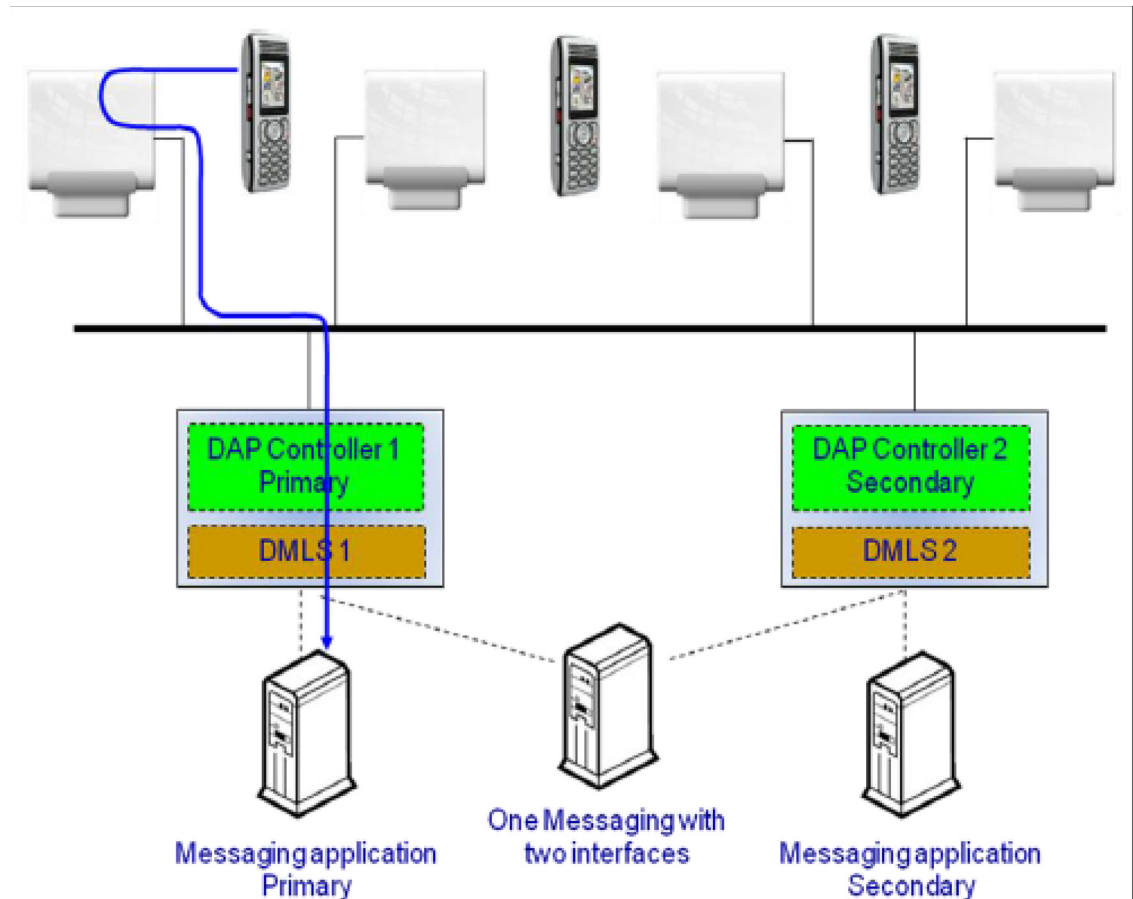 DAP Controller 1
Primary
DMLS 1
DAP Controller 2
Secondary
DMLS 2
Messaging application
Primary
One Messaging with
two interfaces
Messaging application
Secondary